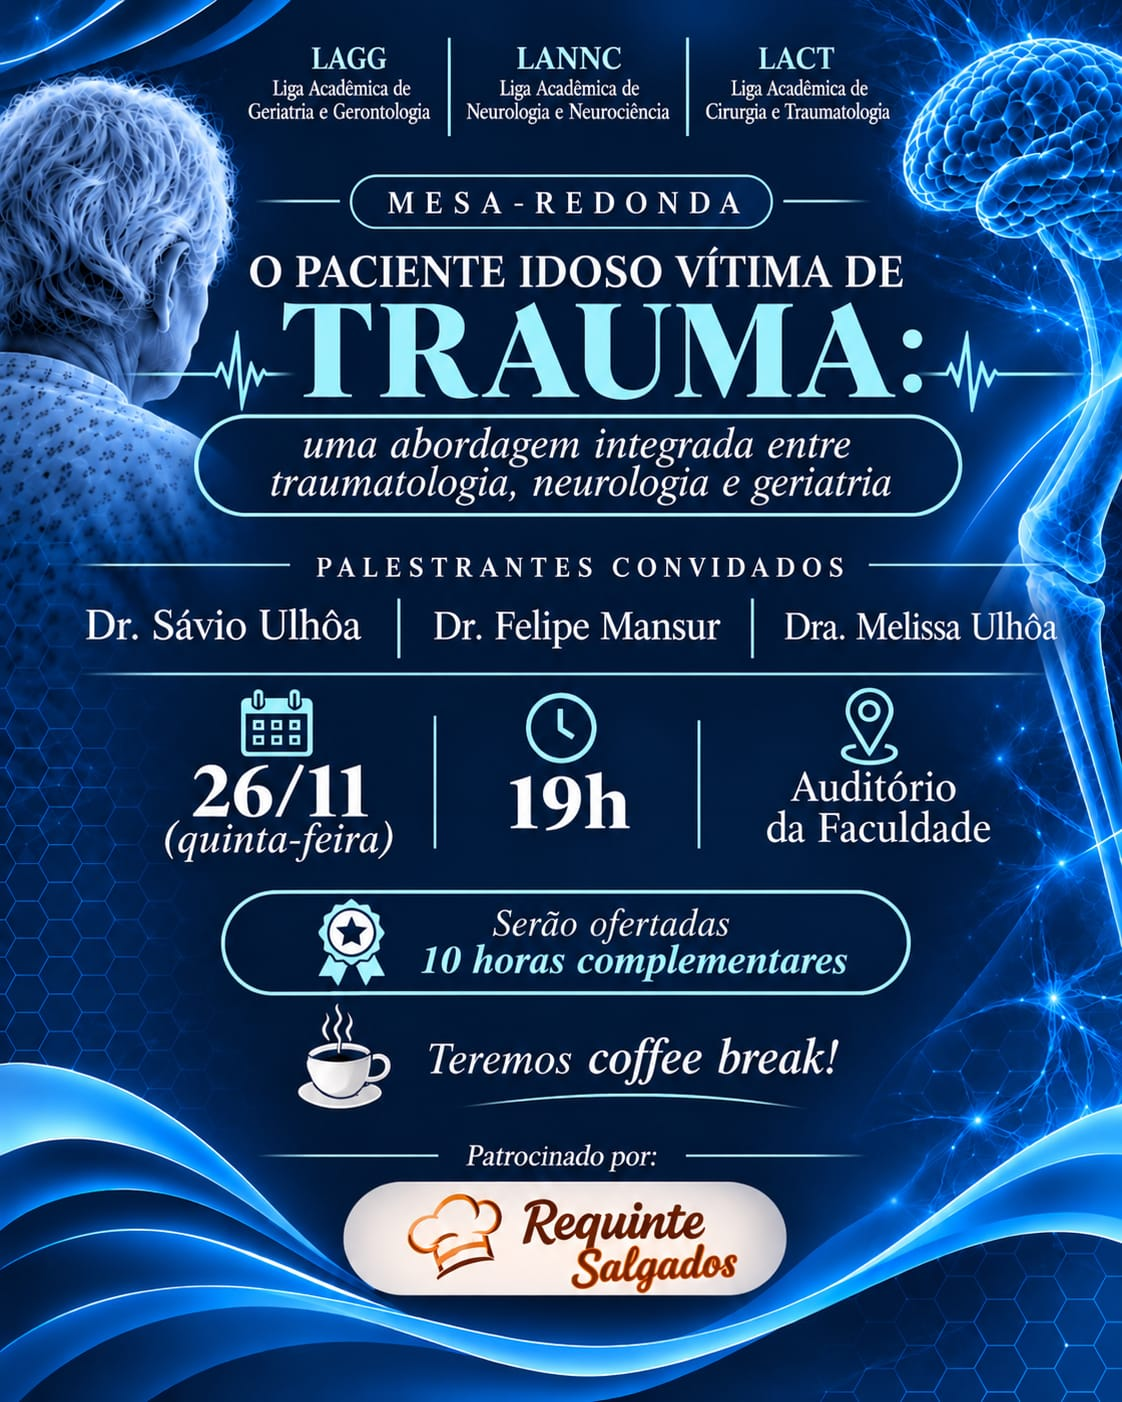 LAGG
Liga Acadêmica de
Geriatria e Gerontologia
LANNC
Liga Acadêmica de
Neurologia e Neurociência
LACT
Liga Acadêmica de
Cirurgia e Traumatologia
MESA-REDONDA
O PACIENTE IDOSO VÍTIMA DE
TRAUMA:
uma abordagem integrada entre
traumatologia, neurologia e geriatria
PALESTRANTES CONVIDADOS
Dr. Sávio Ulhôa
Dr. Felipe Mansur
Dra. Melissa Ulhôa
26/11
(quinta-feira)
19h
Auditório
da Faculdade
Serão ofertadas
10 horas complementares
Teremos coffee break!
Patrocinado por:
Requinte
Salgados